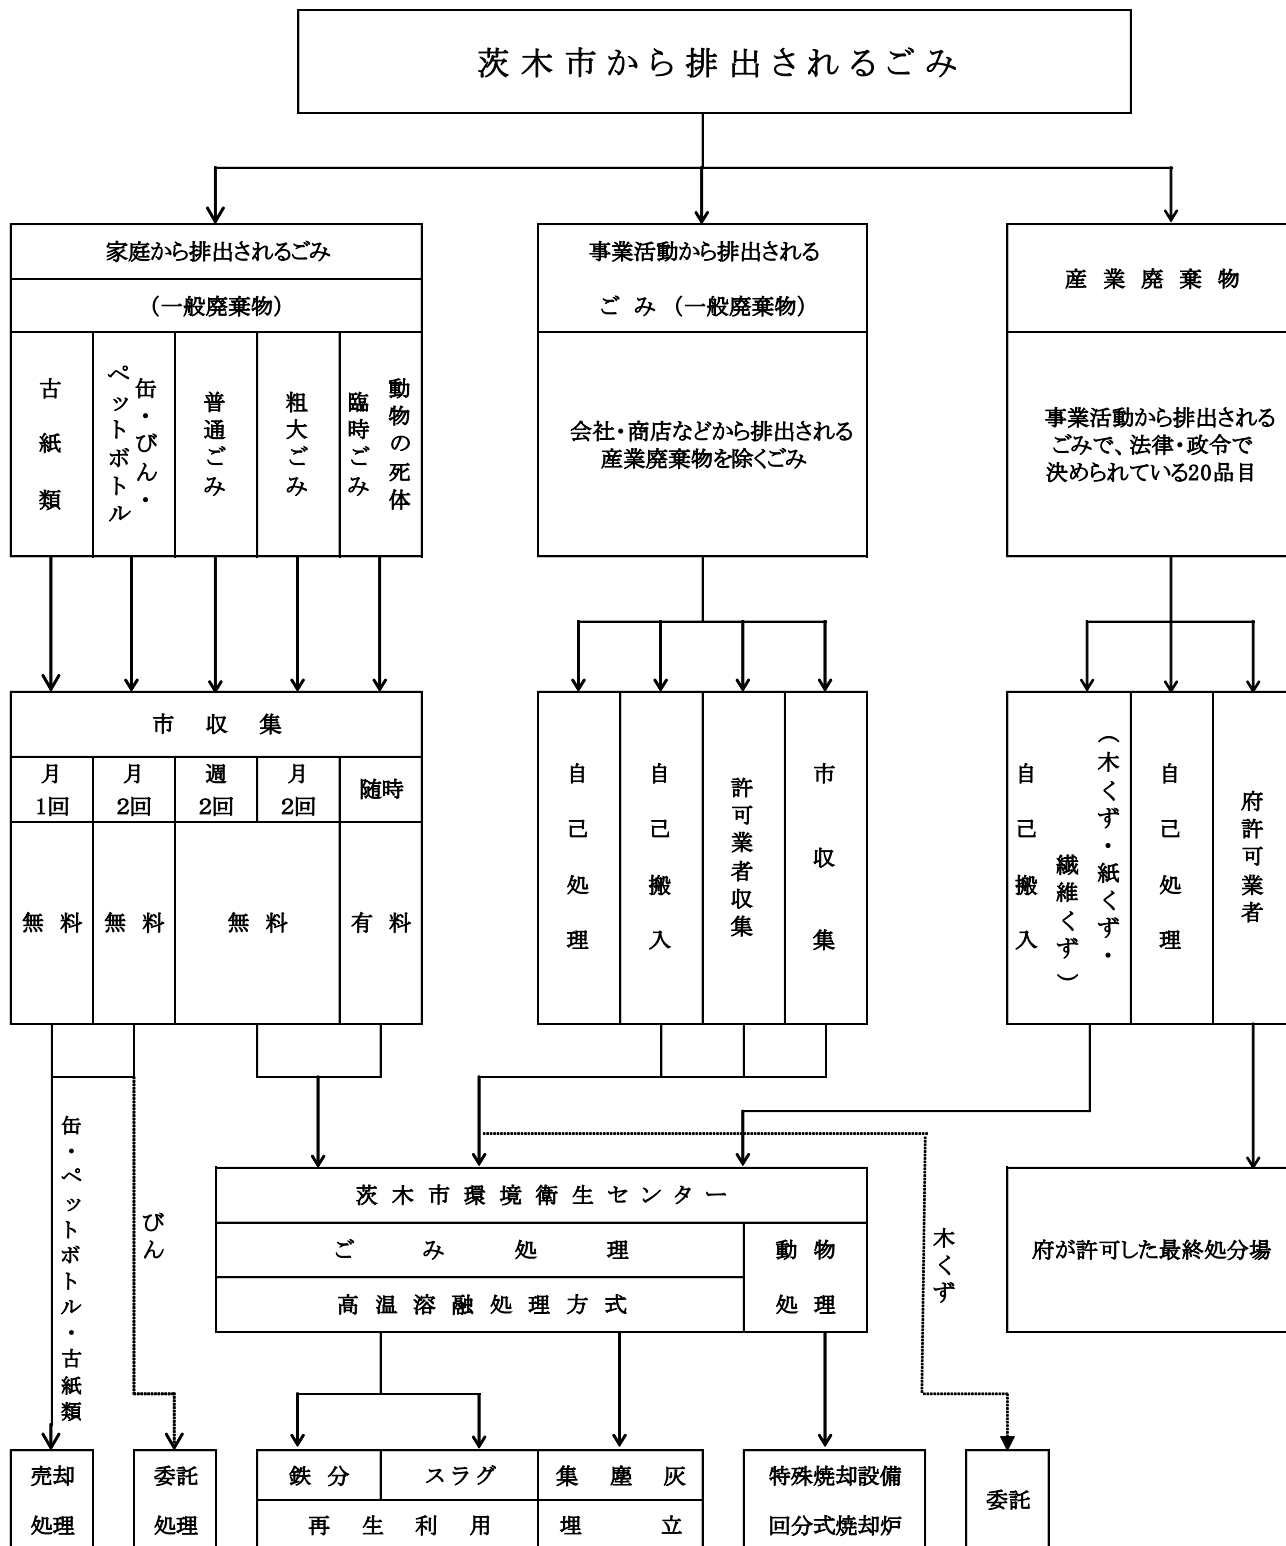 茨木市から排出されるごみ
家庭から排出されるごみ
（一般廃棄物）
古紙類
缶・びん・
ペットボトル
普通ごみ
粗大ごみ
動物の死体
臨時ごみ
事業活動から排出される
ごみ（一般廃棄物）
会社・商店などから排出される
産業廃棄物を除くごみ
産業廃棄物
事業活動から排出される
ごみで、法律・政令で
決められている20品目
市収集
月
1回
月
2回
週
2回
月
2回
随時
無料
無料
無料
有料
自己処理
自己搬入
許可業者収集
市収集
自己搬入
（木くず・紙くず・
繊維くず）
自己処理
府許可業者
缶・ペットボトル・古紙類
びん
木くず
茨木市環境衛生センター
ごみ処理
高温溶融処理方式
動物
処理
府が許可した最終処分場
売却
処理
委託
処理
鉄分
スラグ
再生利用
集塵灰
埋立
特殊焼却設備
回分式焼却炉
委託